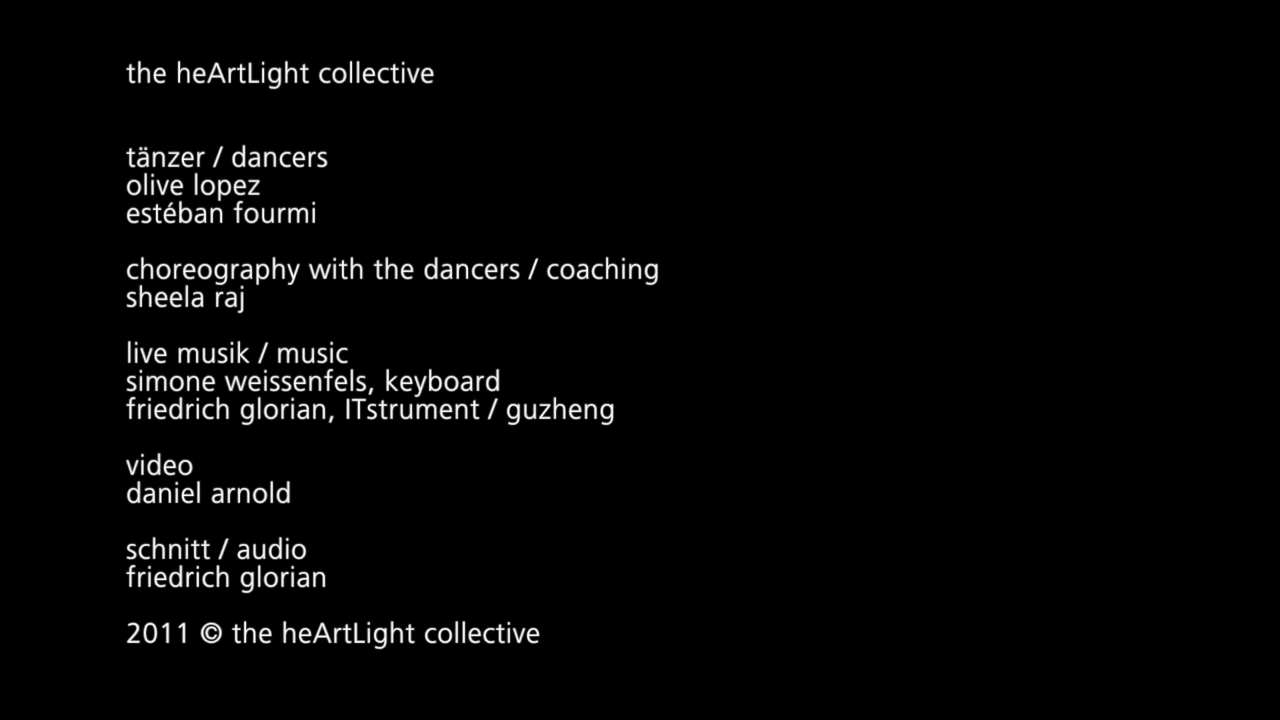 the heArtLight collective
tänzer / dancers
olive lopez
estéban fourmi
choreography with the dancers / coaching
sheela raj
live musik / music
simone weissenfels, keyboard
friedrich glorian, ITstrument / guzheng
video
daniel arnold
schnitt / audio
friedrich glorian
2011 © the heArtLight collective